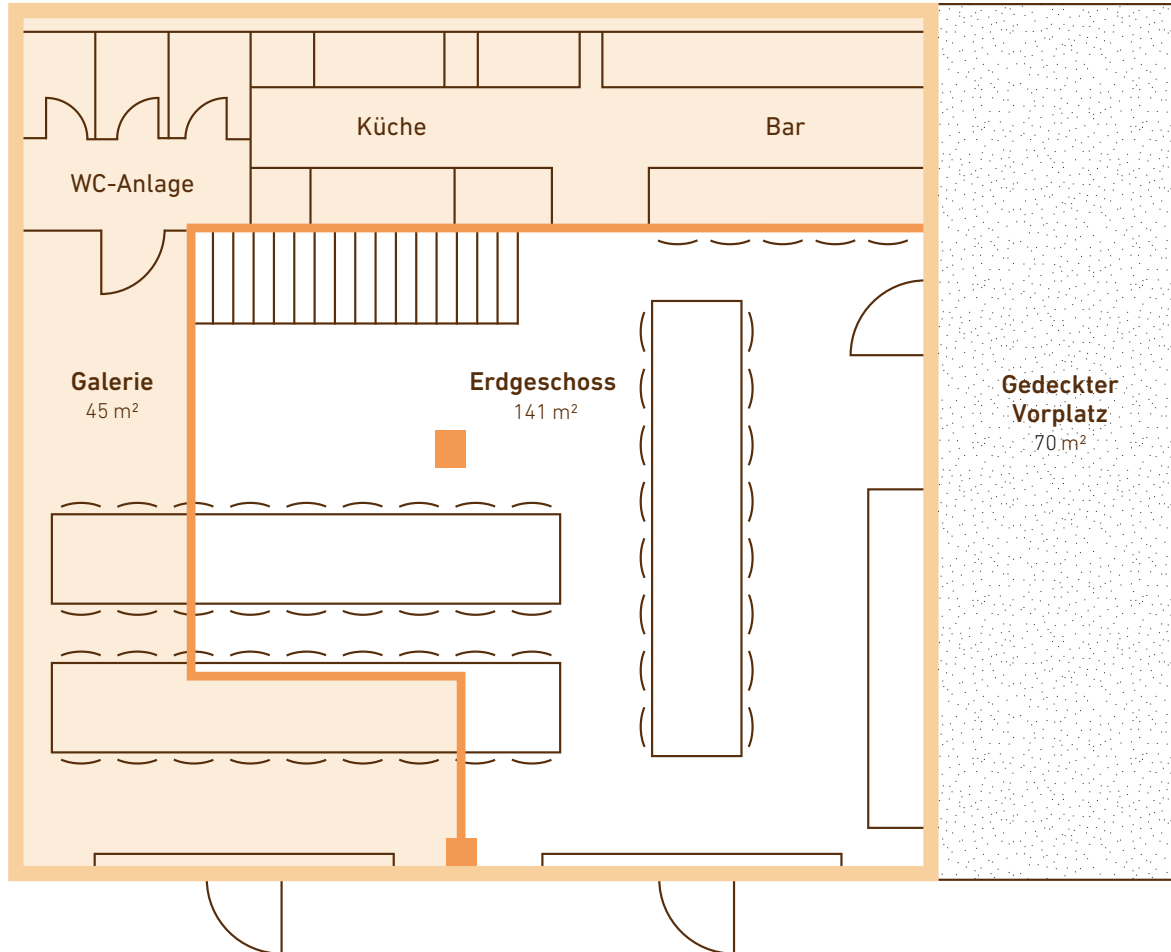 Küche
Bar
WC-Anlage
Galerie
45 m²
Erdgeschoss
141 m²
Gedeckter
Vorplatz
70 m²